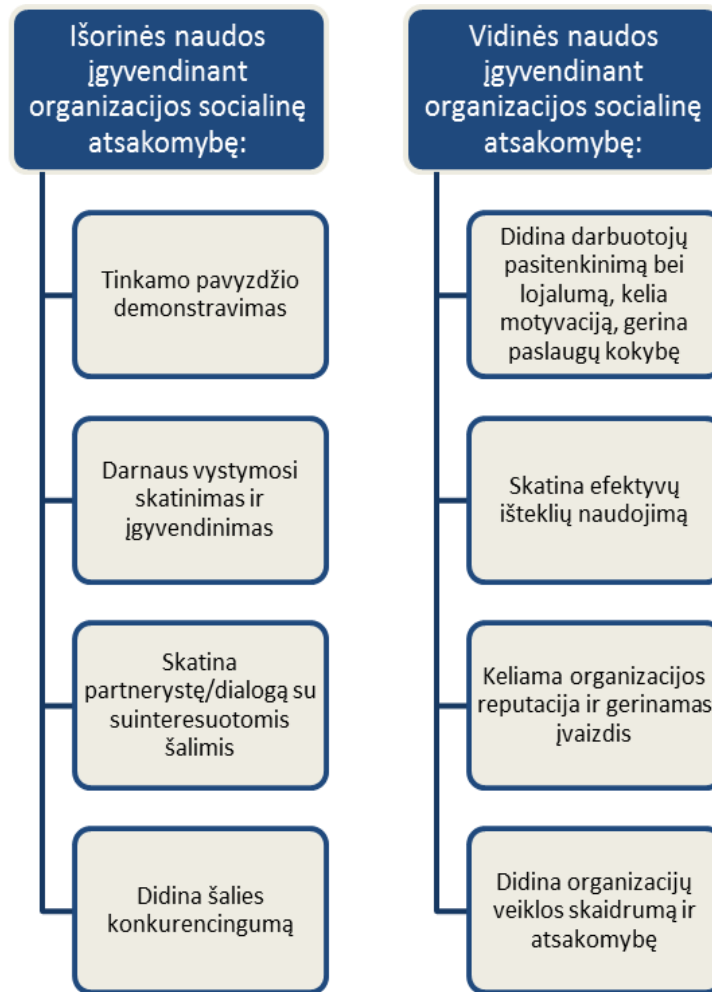 Išorinės naudos
įgyvendinant
organizacijos socialinę
atsakomybę:
Tinkamo pavyzdžio
demonstravimas
Darnaus vystymosi
skatinimas ir
įgyvendinimas
Skatina
partnerystę/dialogą su
suinteresuotomis
šalimis
Didina šalies
konkurencingumą
Vidinės naudos
įgyvendinant
organizacijos socialinę
atsakomybę:
Didina darbuotojų
pasitenkinimą bei
lojalumą, kelia
motyvaciją, gerina
paslaugų kokybę
Skatina efektyvų
išteklių naudojimą
Keliama organizacijos
reputacija ir gerinamas
įvaizdis
Didina organizacijų
veiklos skaidrumą ir
atsakomybę